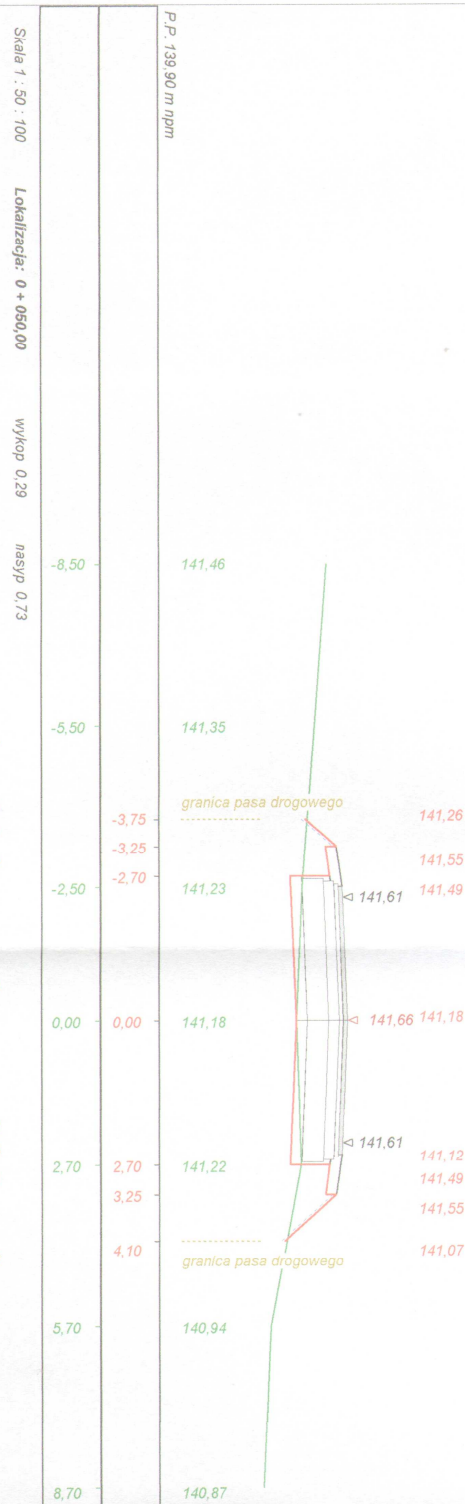 P.P. 139,90 m npm
Skala 1 : 50 : 100 Lokalizacja: 0 + 050,00 wykop 0,29 nasyp 0,73
-8,50 141,46
-5,50 141,35
granica pasa drogowego
-3,75 141,26
-3,25 141,55
-2,70 141,49
-2,50 141,23 141,61
0,00 0,00 141,18 141,66 141,18
141,61
141,12
2,70 2,70 141,22 141,49
3,25 141,55
4,10 141,07
granica pasa drogowego
5,70 140,94
8,70 140,87